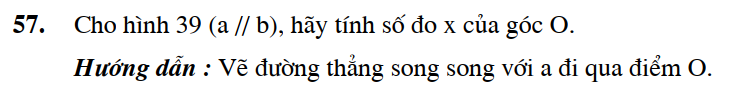 57. Cho hình 39 (a // b), hãy tính số đo x của góc O.
Hướng dẫn : Vẽ đường thẳng song song với a đi qua điểm O.